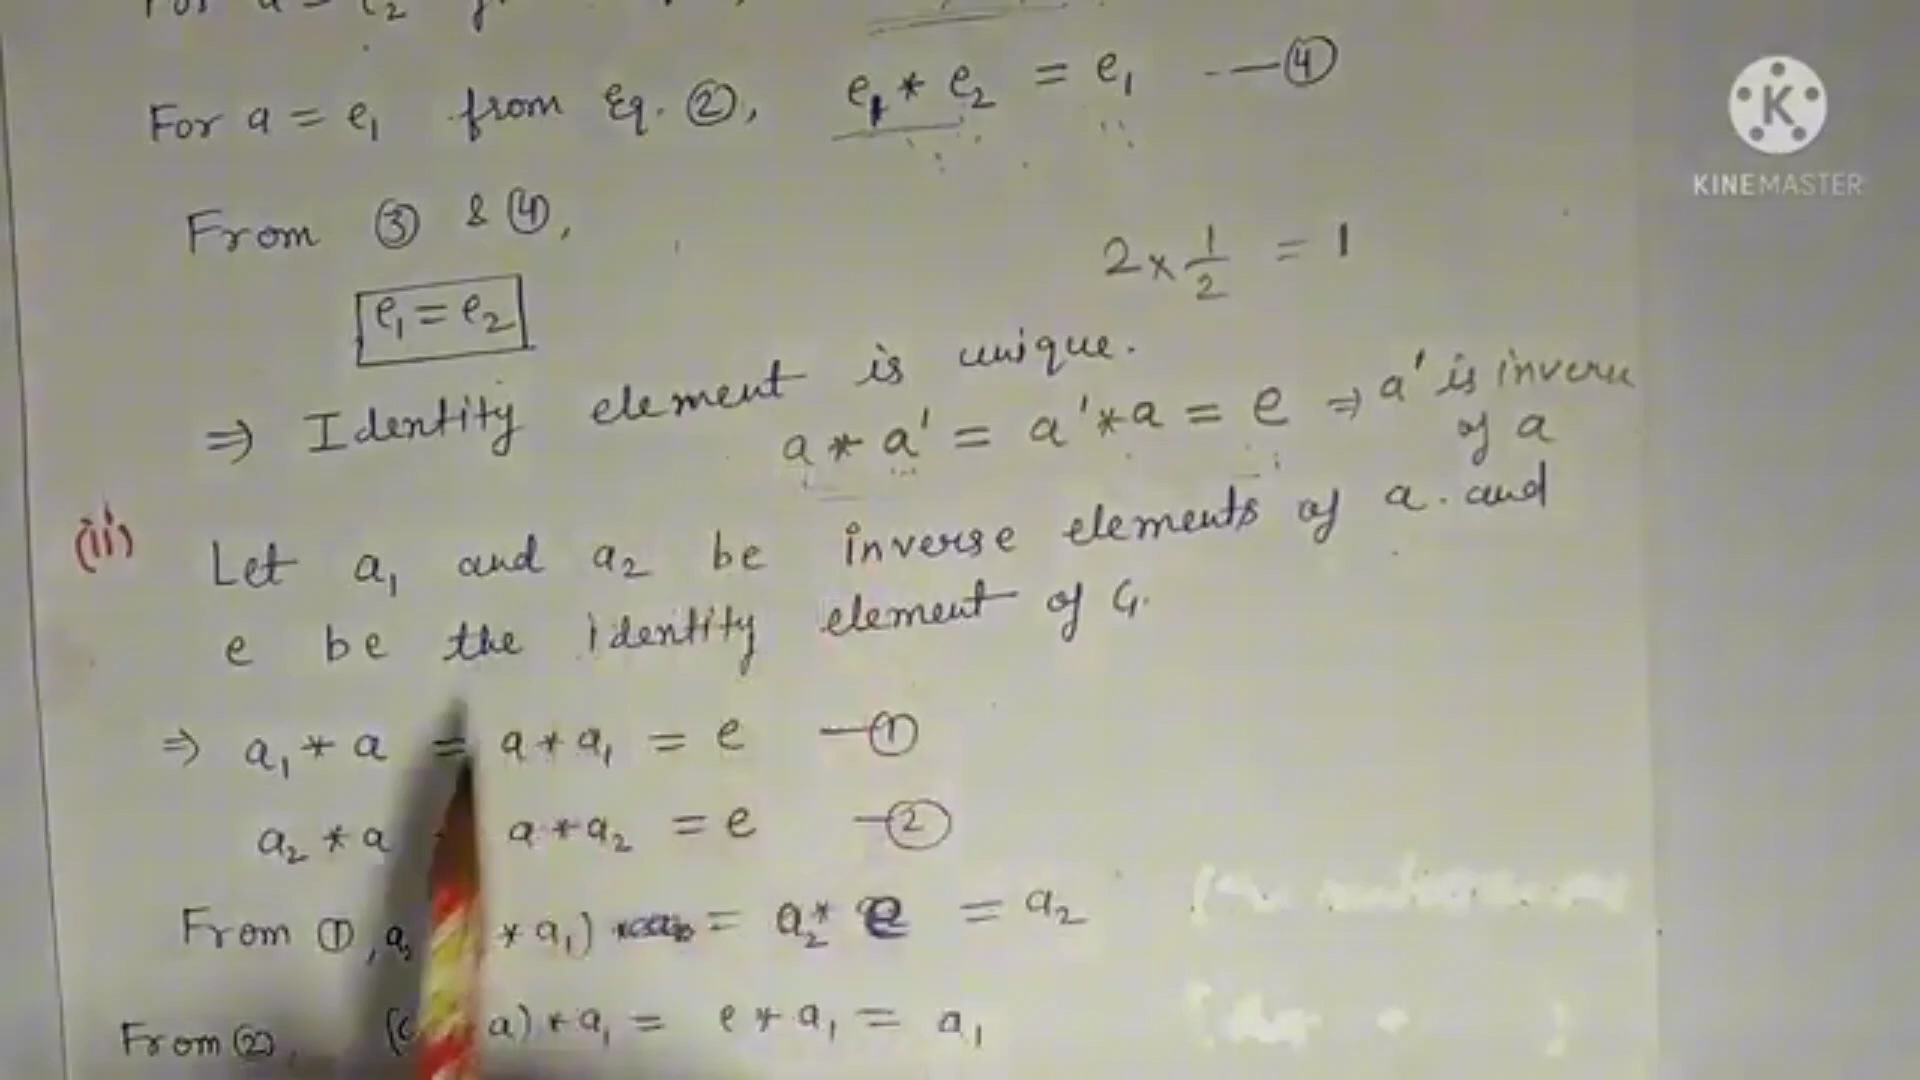 For a = e₁ from Eq. ②, e₁ * e₂ = e₁ —④
K
KINEMASTER
From ③ & ④,
2 × 1/2 = 1
e₁ = e₂
⇒ Identity element is unique.
a * a' = a' * a = e ⇒ a' is inverse
of a
(ii) Let a₁ and a₂ be inverse elements of a. and
e be the identity element of G.
⇒ a₁ * a = a * a₁ = e —①
a₂ * a a * a₂ = e —②
From ①, * a₁) = a₂ * e = a₂
From (2), a) * a₁ = e * a₁ = a₁